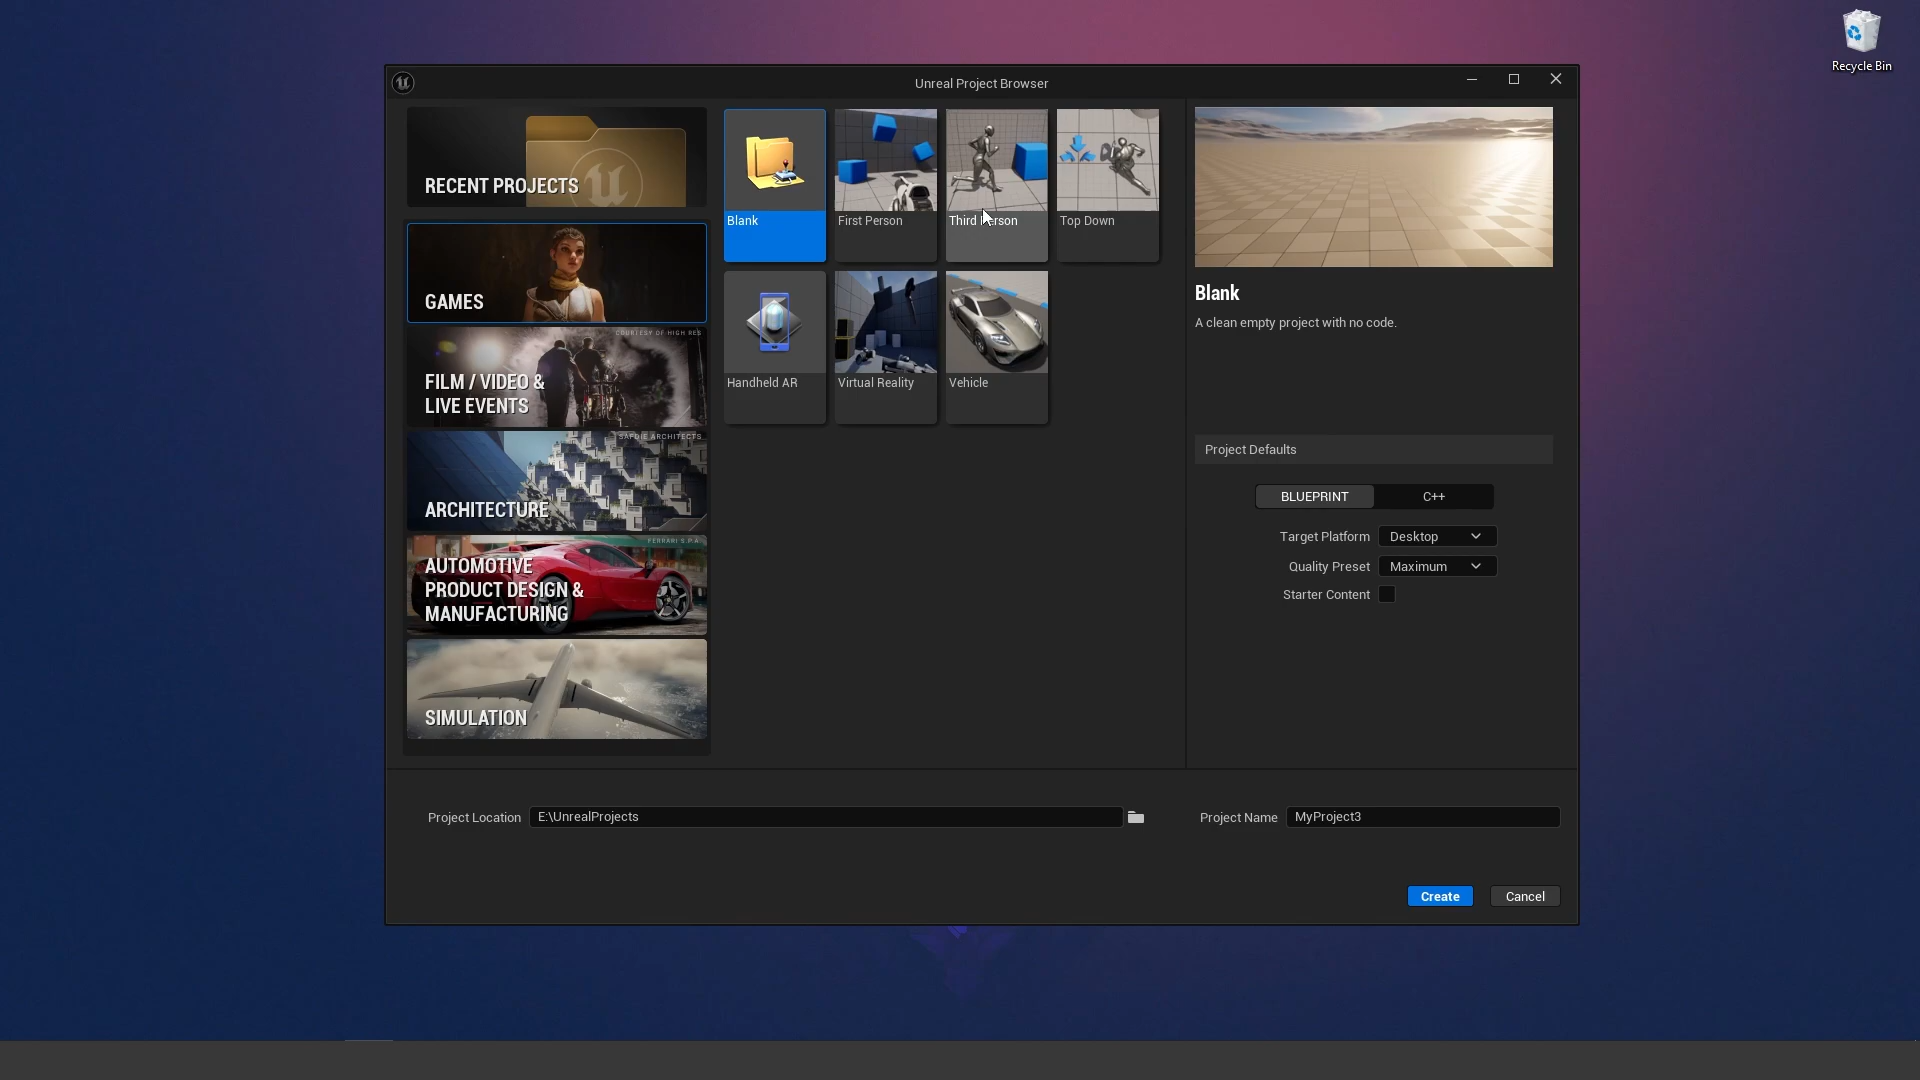 Recycle Bin
Unreal Project Browser
RECENT PROJECTS
GAMES
COURTESY OF HIGH RES
FILM / VIDEO &
LIVE EVENTS
SAFDIE ARCHITECTS
ARCHITECTURE
FERRARI S.P.A.
AUTOMOTIVE
PRODUCT DESIGN &
MANUFACTURING
SIMULATION
Blank
First Person
Third Person
Top Down
Handheld AR
Virtual Reality
Vehicle
Blank
A clean empty project with no code.
Project Defaults
BLUEPRINT
C++
Target Platform
Desktop
Quality Preset
Maximum
Starter Content
Project Location
E:\UnrealProjects
Project Name
MyProject3
Create
Cancel